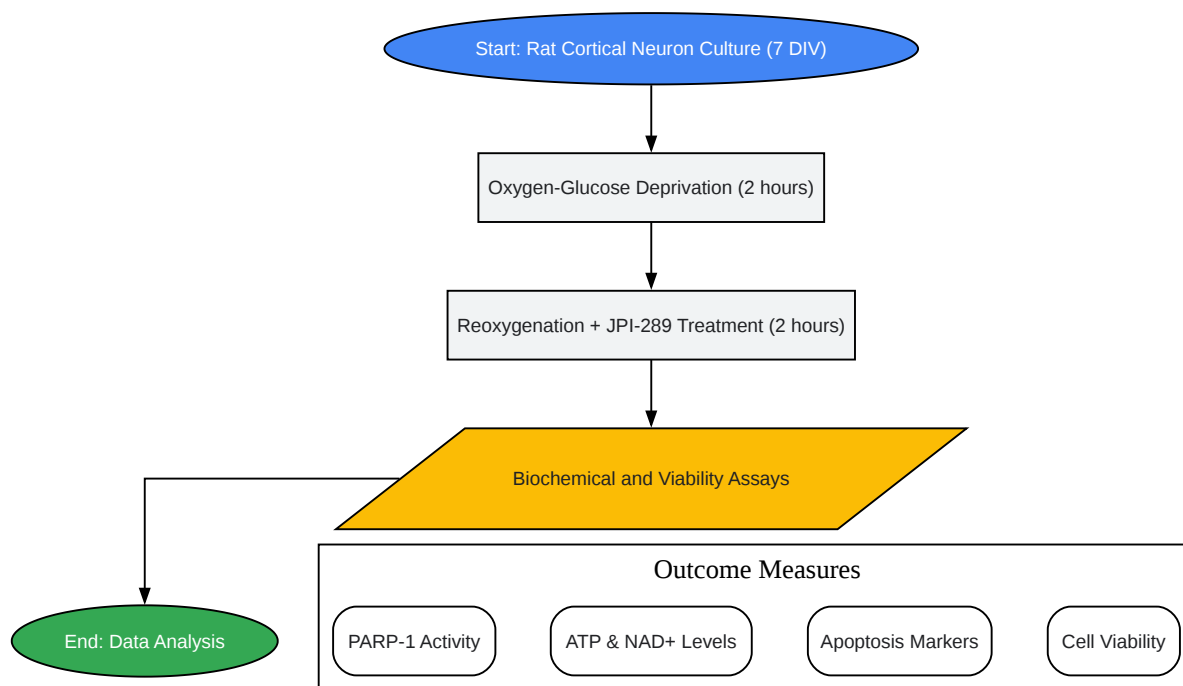 Start: Rat Cortical Neuron Culture (7 DIV)
Oxygen-Glucose Deprivation (2 hours)
Reoxygenation + JPI-289 Treatment (2 hours)
Biochemical and Viability Assays
Outcome Measures
End: Data Analysis
PARP-1 Activity
ATP & NAD+ Levels
Apoptosis Markers
Cell Viability